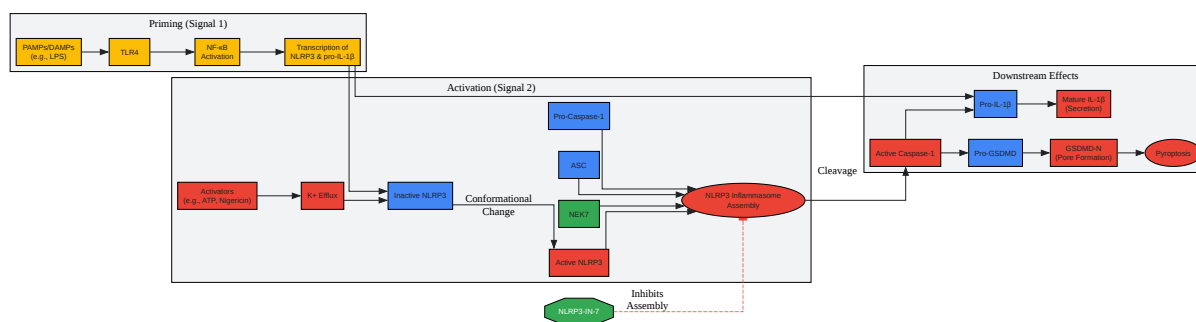 Priming (Signal 1)
PAMPs/DAMPs
(e.g., LPS)
TLR4
NF-κB
Activation
Transcription of
NLRP3 & pro-IL-1β
Activation (Signal 2)
Activators
(e.g., ATP, Nigericin)
K+ Efflux
Inactive NLRP3
Conformational
Change
Pro-Caspase-1
ASC
NEK7
Active NLRP3
NLRP3 Inflammasome
Assembly
Cleavage
Downstream Effects
Active Caspase-1
Pro-IL-1β
Mature IL-1β
(Secretion)
Pro-GSDMD
GSDMD-N
(Pore Formation)
Pyroptosis
NLRP3-IN-7
Inhibits
Assembly